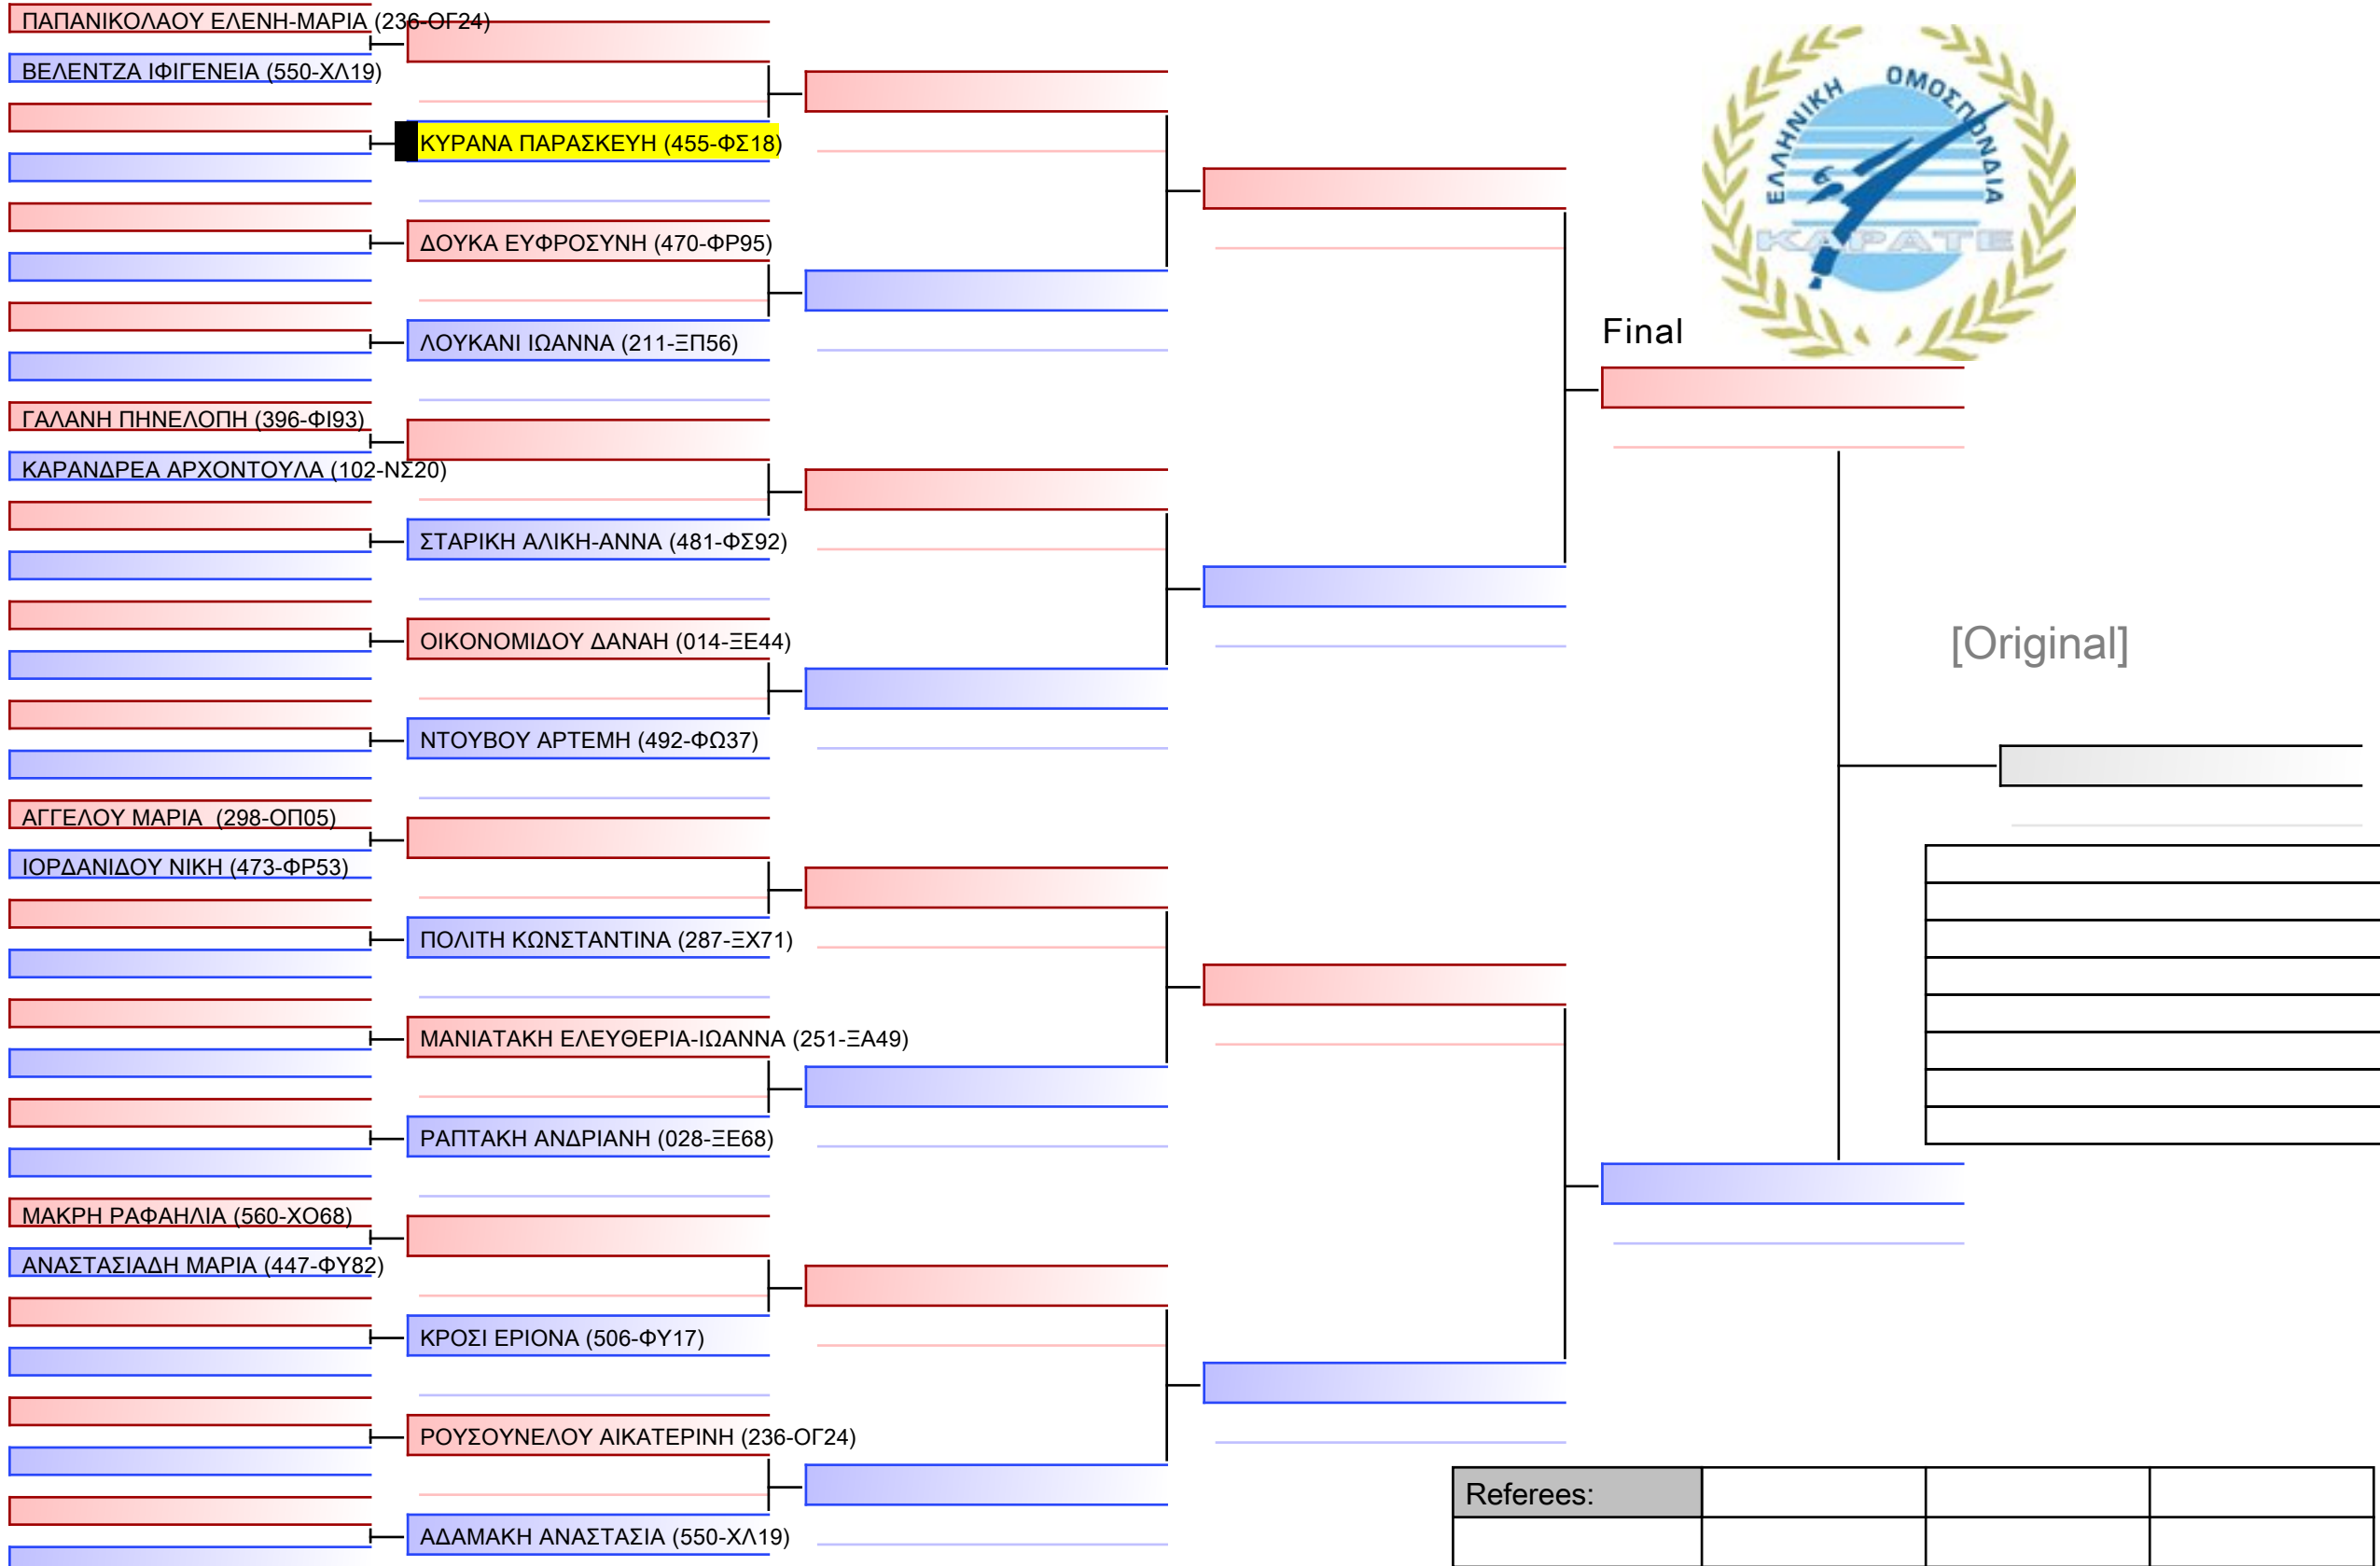 ΠΑΠΑΝΙΚΟΛΑΟΥ ΕΛΕΝΗ-ΜΑΡΙΑ (236-ΟΓ24)
ΒΕΛΕΝΤΖΑ ΙΦΙΓΕΝΕΙΑ (550-ΧΛ19)
ΚΥΡΑΝΑ ΠΑΡΑΣΚΕΥΗ (455-ΦΣ18)
ΔΟΥΚΑ ΕΥΦΡΟΣΥΝΗ (470-ΦΡ95)
ΛΟΥΚΑΝΙ ΙΩΑΝΝΑ (211-ΞΠ56)
ΓΑΛΑΝΗ ΠΗΝΕΛΟΠΗ (396-ΦΙ93)
ΚΑΡΑΝΔΡΕΑ ΑΡΧΟΝΤΟΥΛΑ (102-ΝΣ20)
ΣΤΑΡΙΚΗ ΑΛΙΚΗ-ΑΝΝΑ (481-ΦΣ92)
ΟΙΚΟΝΟΜΙΔΟΥ ΔΑΝΑΗ (014-ΞΕ44)
ΝΤΟΥΒΟΥ ΑΡΤΕΜΗ (492-ΦΩ37)
ΑΓΓΕΛΟΥ ΜΑΡΙΑ  (298-ΟΠ05)
ΙΟΡΔΑΝΙΔΟΥ ΝΙΚΗ (473-ΦΡ53)
ΠΟΛΙΤΗ ΚΩΝΣΤΑΝΤΙΝΑ (287-ΞΧ71)
ΜΑΝΙΑΤΑΚΗ ΕΛΕΥΘΕΡΙΑ-ΙΩΑΝΝΑ (251-ΞΑ49)
ΡΑΠΤΑΚΗ ΑΝΔΡΙΑΝΗ (028-ΞΕ68)
ΜΑΚΡΗ ΡΑΦΑΗΛΙΑ (560-ΧΟ68)
ΑΝΑΣΤΑΣΙΑΔΗ ΜΑΡΙΑ (447-ΦΥ82)
ΚΡΟΣΙ ΕΡΙΟΝΑ (506-ΦΥ17)
ΡΟΥΣΟΥΝΕΛΟΥ ΑΙΚΑΤΕΡΙΝΗ (236-ΟΓ24)
ΑΔΑΜΑΚΗ ΑΝΑΣΤΑΣΙΑ (550-ΧΛ19)
ΕΛΛΗΝΙΚΗ ΟΜΟΣΠΟΝΔΙΑ
ΚΑΡΑΤΕ
Final
[Original]
Referees: